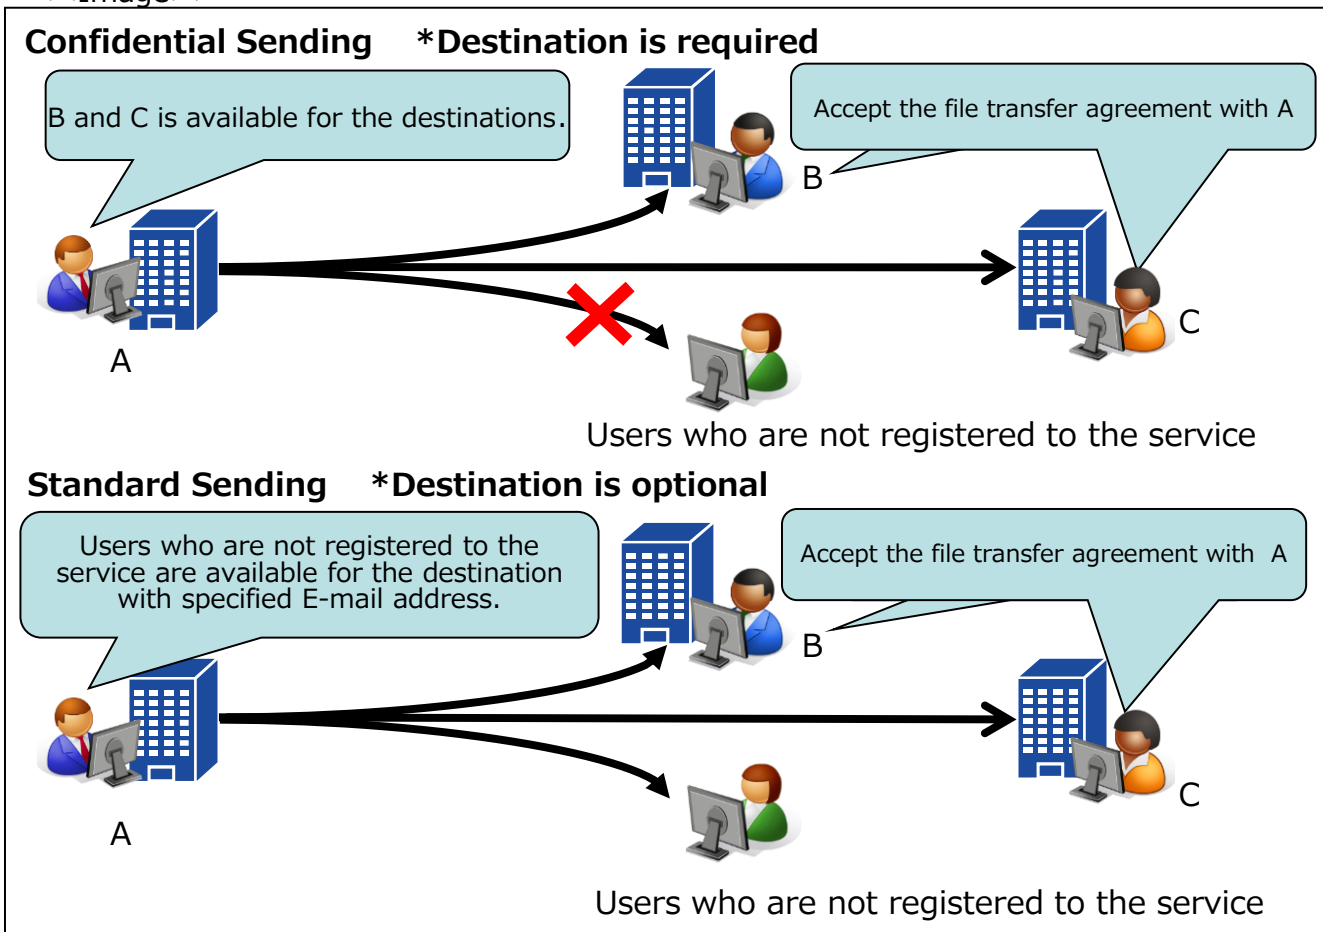 Image
Confidential Sending *Destination is required
B and C is available for the destinations.
Accept the file transfer agreement with A
B
C
A
Users who are not registered to the service
Standard Sending *Destination is optional
Users who are not registered to the
service are available for the destination
with specified E-mail address.
Accept the file transfer agreement with A
B
C
A
Users who are not registered to the service